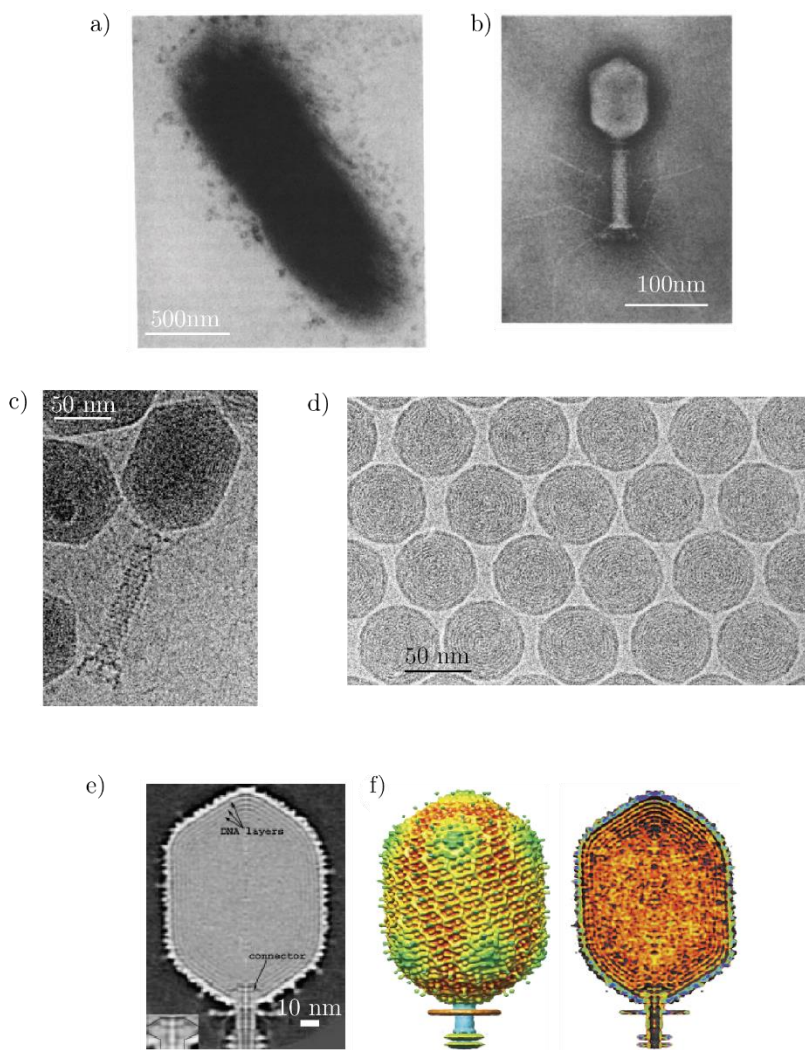 a)
b)
500nm
100nm
c)
50 nm
d)
50 nm
e)
f)
DNA layers
connector
10 nm